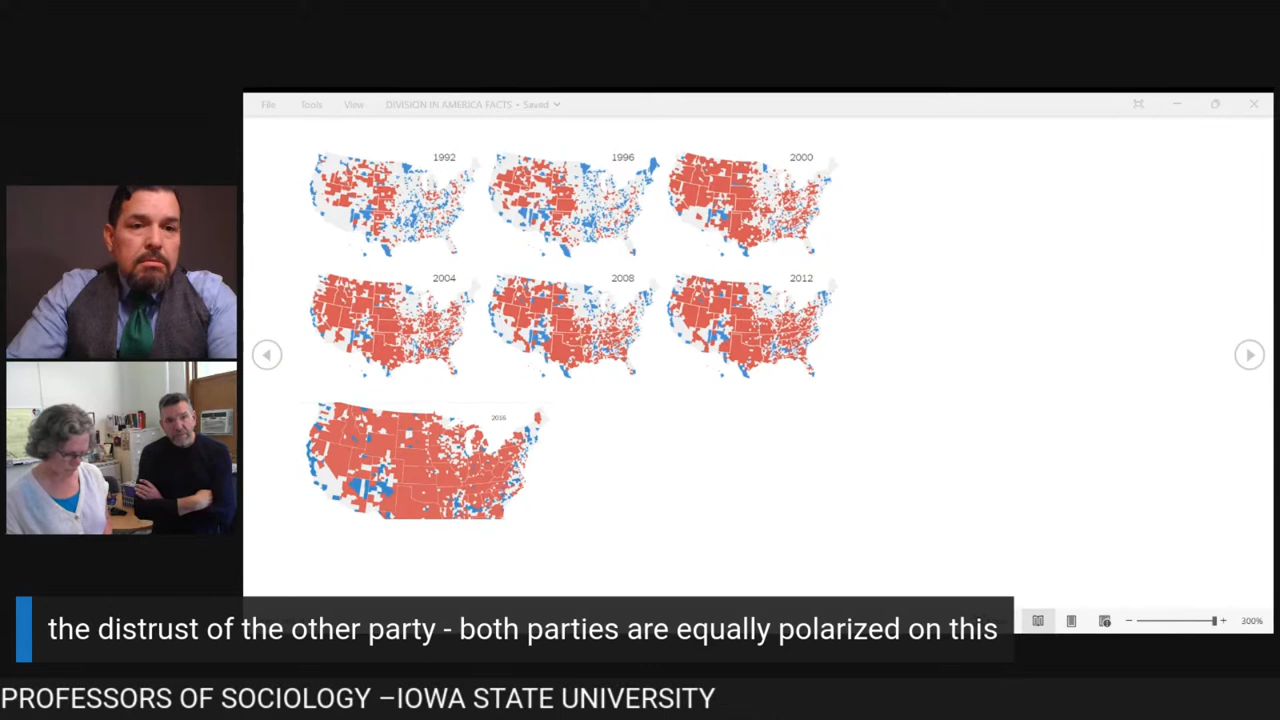 File Tools View DIVISION IN AMERICA FACTS • Saved
1992 1996 2000
2004 2008 2012
2016
300%
the distrust of the other party - both parties are equally polarized on this
PROFESSORS OF SOCIOLOGY –IOWA STATE UNIVERSITY